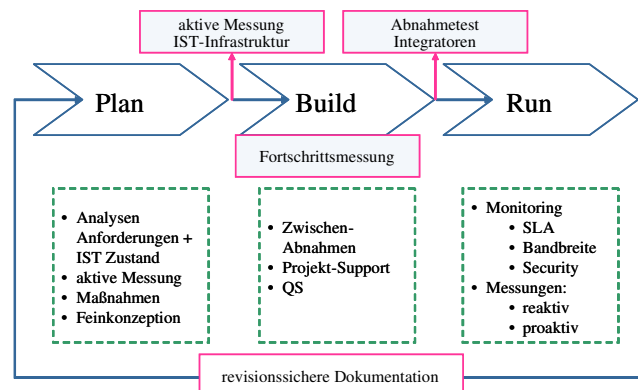 aktive Messung
IST-Infrastruktur
Abnahmetest
Integratoren
Plan
Build
Run
Fortschrittsmessung
• Analysen
Anforderungen +
IST Zustand
• aktive Messung
• Maßnahmen
• Feinkonzeption
• Zwischen-
Abnahmen
• Projekt-Support
• QS
• Monitoring
• SLA
• Bandbreite
• Security
• Messungen:
• reaktiv
• proaktiv
revisionssichere Dokumentation